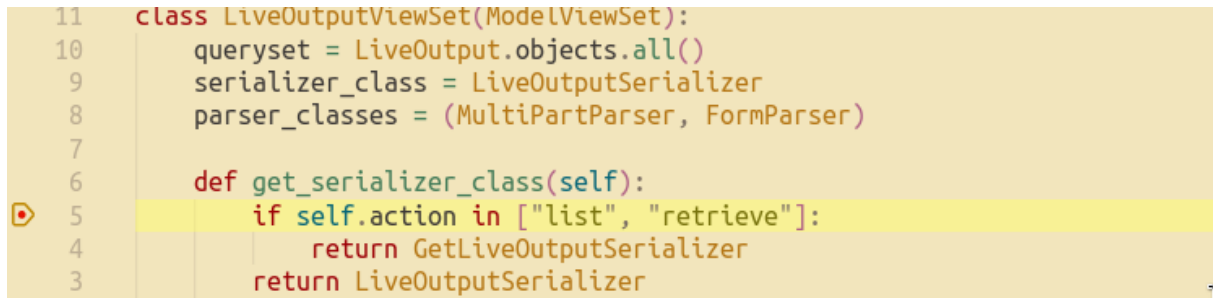 11 class LiveOutputViewSet(ModelViewSet):
10 queryset = LiveOutput.objects.all()
9 serializer_class = LiveOutputSerializer
8 parser_classes = (MultiPartParser, FormParser)
7
6 def get_serializer_class(self):
5 if self.action in ["list", "retrieve"]:
4 return GetLiveOutputSerializer
3 return LiveOutputSerializer